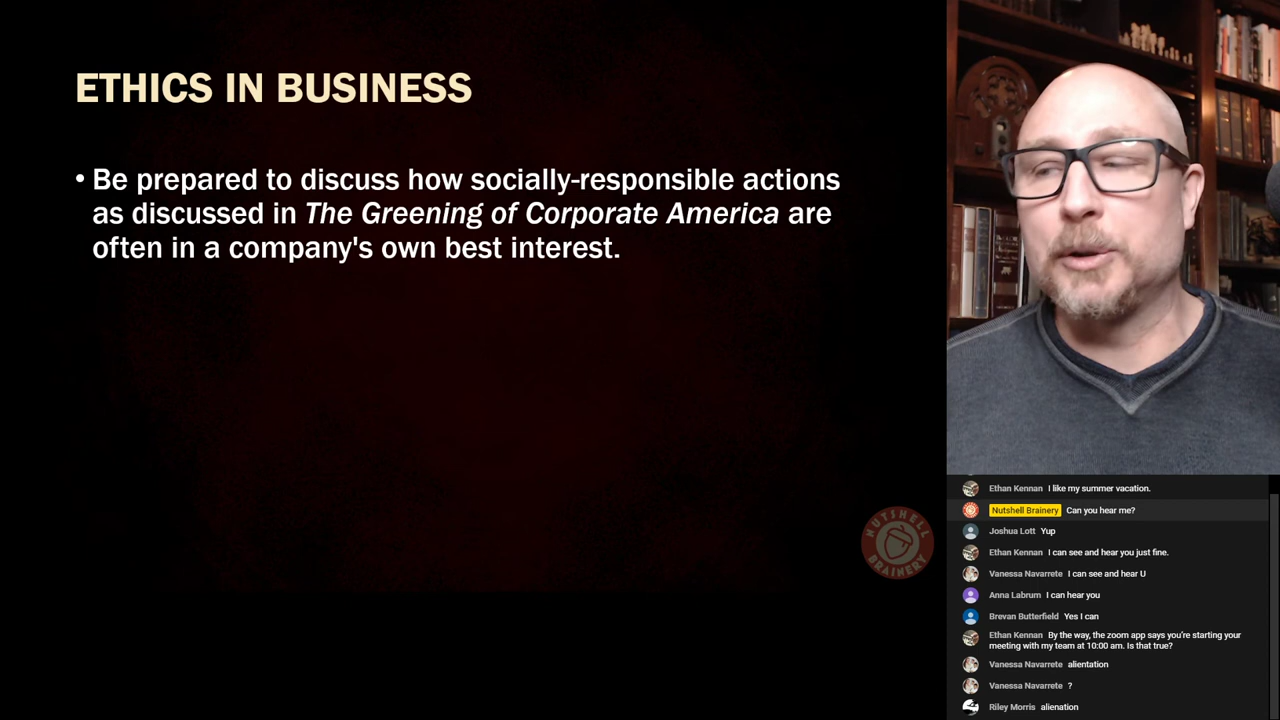 ETHICS IN BUSINESS
• Be prepared to discuss how socially-responsible actions
as discussed in The Greening of Corporate America are
often in a company's own best interest.
NUTSHELL
BRAINERY
Ethan Kennan I like my summer vacation.
Nutshell Brainery Can you hear me?
Joshua Lott Yup
Ethan Kennan I can see and hear you just fine.
Vanessa Navarrete I can see and hear U
Anna Labrum I can hear you
Brevan Butterfield Yes I can
Ethan Kennan By the way, the zoom app says you're starting your
meeting with my team at 10:00 am. Is that true?
Vanessa Navarrete alientation
Vanessa Navarrete ?
Riley Morris alienation